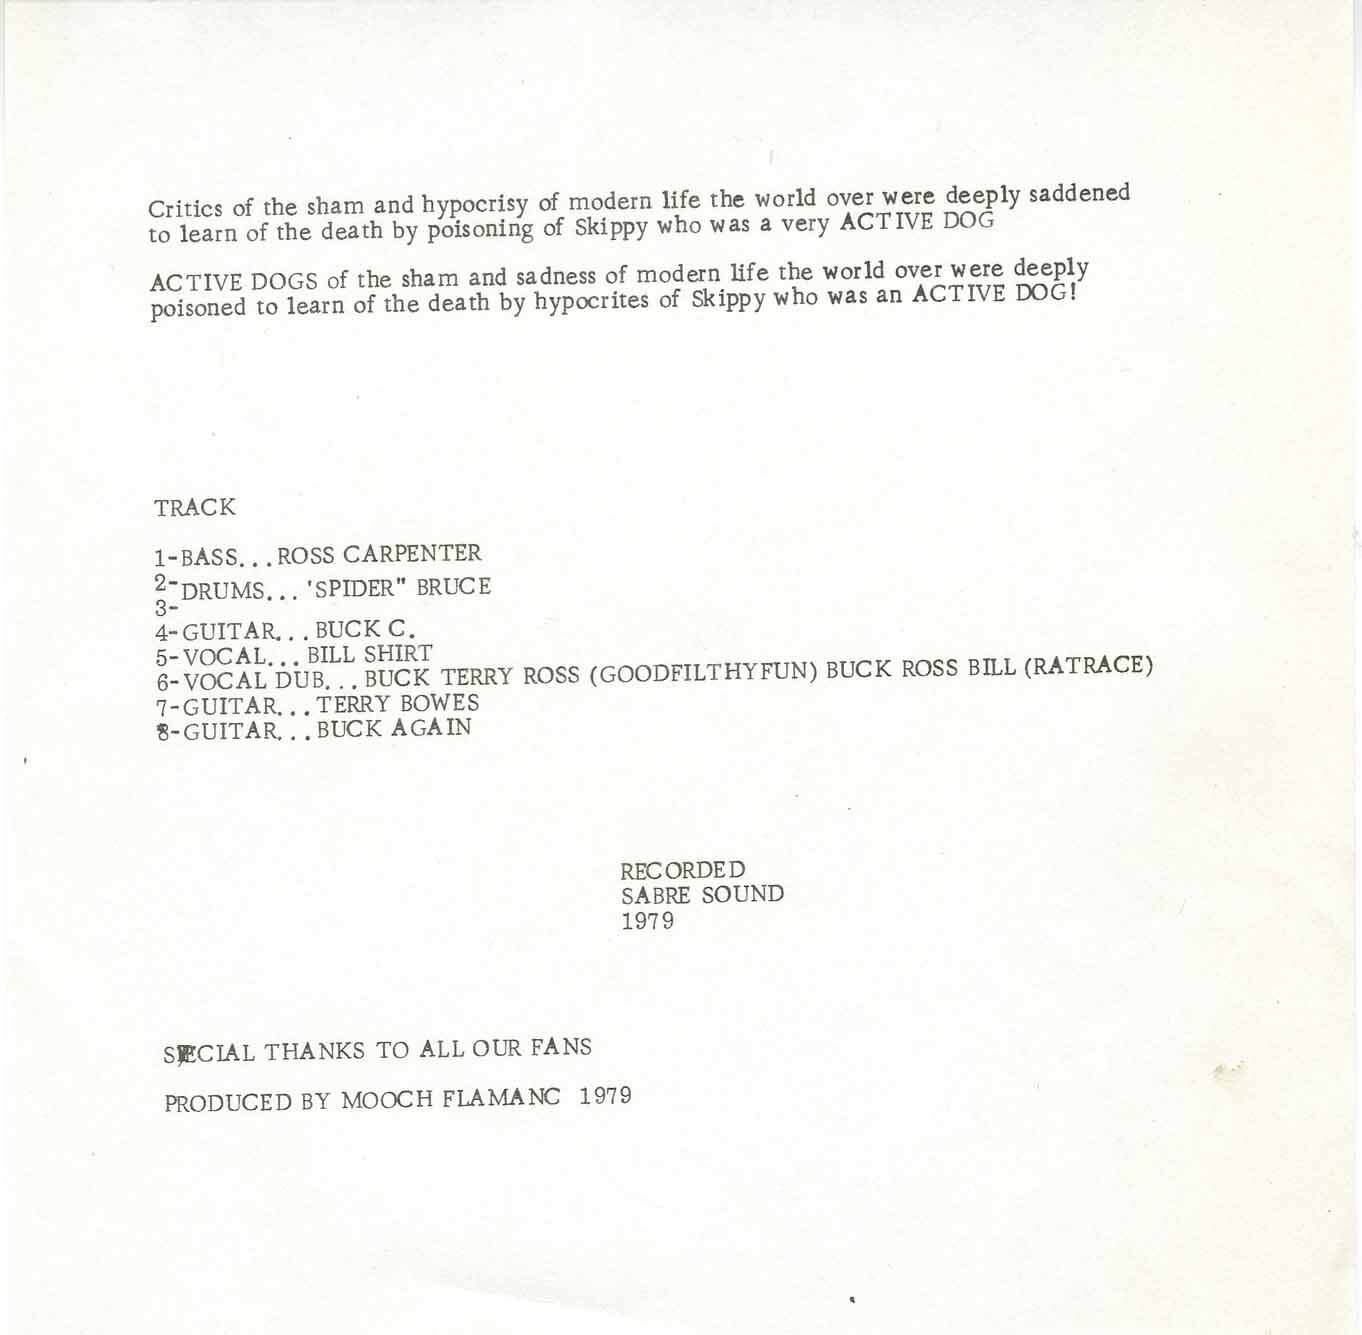 Critics of the sham and hypocrisy of modern life the world over were deeply saddened
to learn of the death by poisoning of Skippy who was a very ACTIVE DOG
ACTIVE DOGS of the sham and sadness of modern life the world over were deeply
poisoned to learn of the death by hypocrites of Skippy who was an ACTIVE DOG!
TRACK
1-BASS...ROSS CARPENTER
2-DRUMS...'SPIDER" BRUCE
3-
4-GUITAR...BUCK C.
5-VOCAL...BILL SHIRT
6-VOCAL DUB...BUCK TERRY ROSS (GOODFILTHYFUN) BUCK ROSS BILL (RATRACE)
7-GUITAR...TERRY BOWES
8-GUITAR...BUCK AGAIN
RECORDED
SABRE SOUND
1979
SPECIAL THANKS TO ALL OUR FANS
PRODUCED BY MOOCH FLAMANC 1979